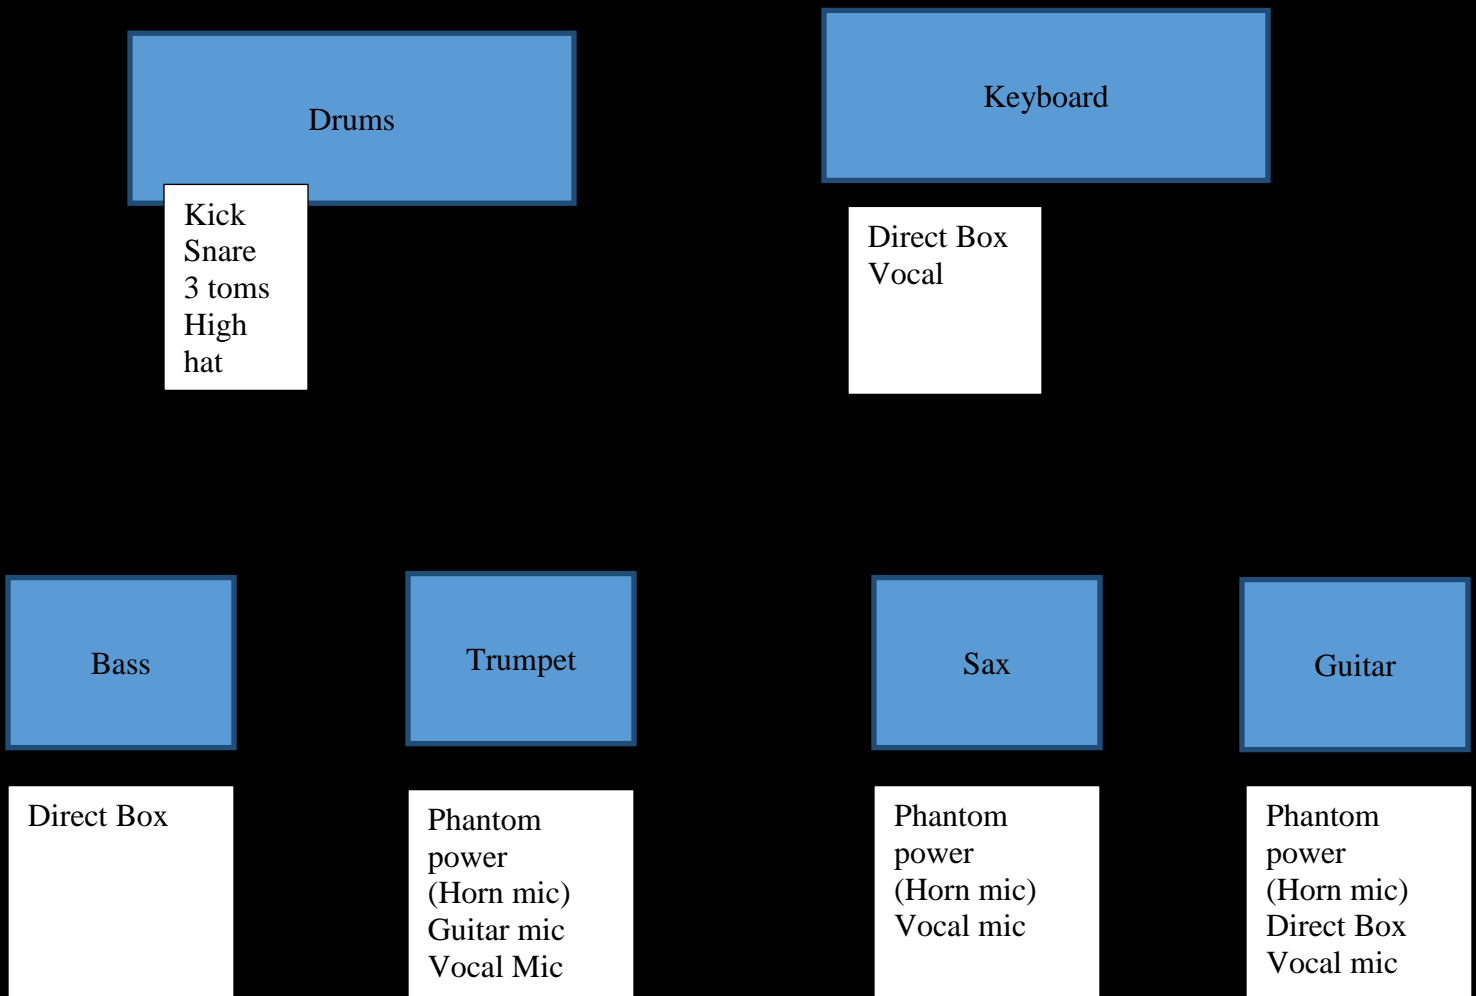 Drums
Keyboard
Kick
Snare
3 toms
High
hat
Direct Box
Vocal
Bass
Trumpet
Sax
Guitar
Direct Box
Phantom
power
(Horn mic)
Guitar mic
Vocal Mic
Phantom
power
(Horn mic)
Vocal mic
Phantom
power
(Horn mic)
Direct Box
Vocal mic